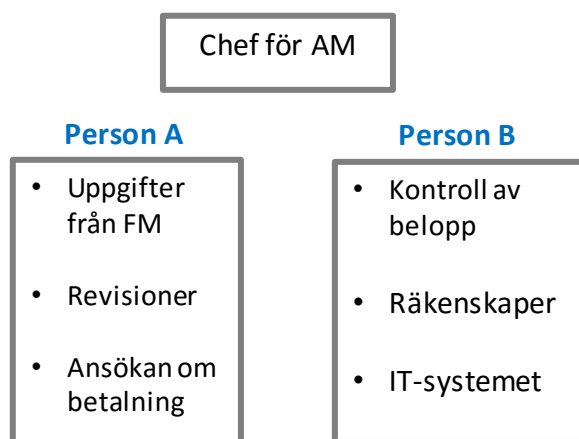 Chef för AM
Person A
• Uppgifter
från FM
• Revisioner
• Ansökan om
betalning
Person B
• Kontroll av
belopp
• Räkenskaper
• IT-systemet